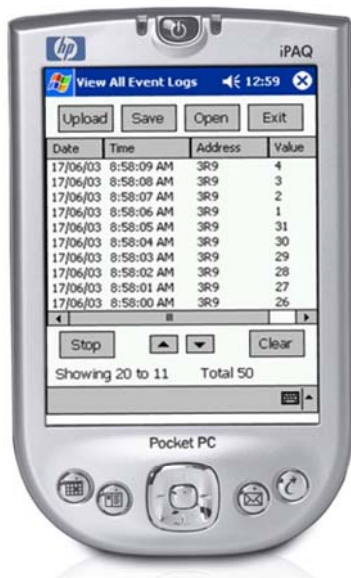 hp
iPAQ
View All Event Logs 12:59
Upload Save Open Exit
Date Time Address Value
17/06/03 8:58:09 AM 3R9 4
17/06/03 8:58:08 AM 3R9 3
17/06/03 8:58:07 AM 3R9 2
17/06/03 8:58:06 AM 3R9 1
17/06/03 8:58:05 AM 3R9 31
17/06/03 8:58:04 AM 3R9 30
17/06/03 8:58:03 AM 3R9 29
17/06/03 8:58:02 AM 3R9 28
17/06/03 8:58:01 AM 3R9 27
17/06/03 8:58:00 AM 3R9 26
Stop Clear
Showing 20 to 11 Total 50
Pocket PC